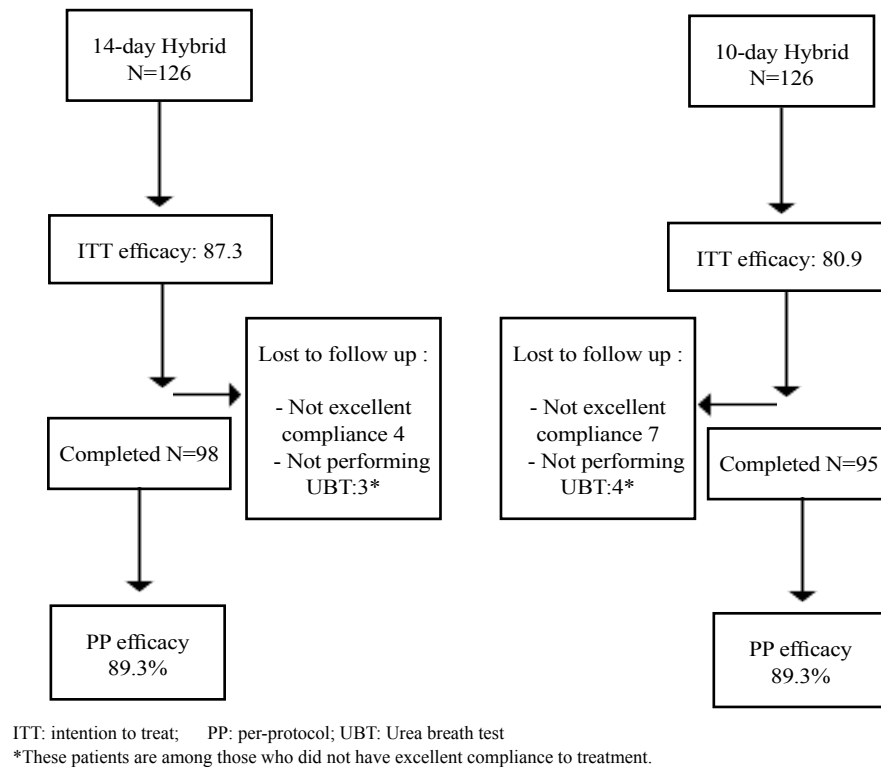 14-day Hybrid
N=126
10-day Hybrid
N=126
ITT efficacy: 87.3
ITT efficacy: 80.9
Lost to follow up :
- Not excellent
compliance 4
- Not performing
UBT:3*
Lost to follow up :
- Not excellent
compliance 7
- Not performing
UBT:4*
Completed N=98
Completed N=95
PP efficacy
89.3%
PP efficacy
89.3%
ITT: intention to treat; PP: per-protocol; UBT: Urea breath test
*These patients are among those who did not have excellent compliance to treatment.